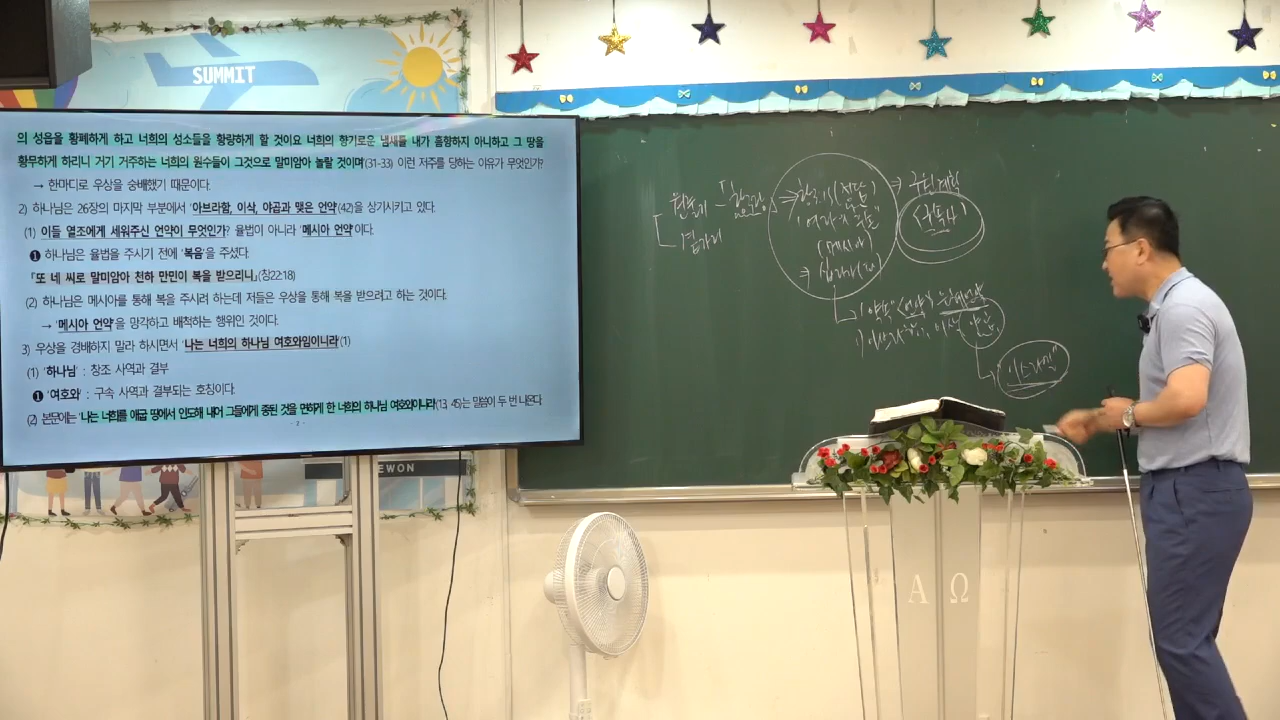 SUMMIT
의 성읍을 황폐하게 하고 너희의 성소들을 황량하게 할 것이요 너희의 향기로운 냄새를 내가 흠향하지 아니하고 그 땅을
황무하게 하리니 거기 거주하는 너희의 원수들이 그것으로 말미암아 놀랄 것이며(31-33) 이런 저주를 당하는 이유가 무엇인가?
→ 한마디로 우상을 숭배했기 때문이다.
2) 하나님은 26장의 마지막 부분에서 '아브라함, 이삭, 야곱과 맺은 언약'(42)을 상기시키고 있다.
(1) 이들 열조에게 세워주신 언약이 무엇인가? 율법이 아니라 '메시아 언약'이다.
❶ 하나님은 율법을 주시기 전에 '복음'을 주셨다.
「또 네 씨로 말미암아 천하 만민이 복을 받으리니」(창22:18)
(2) 하나님은 메시아를 통해 복을 주시려 하는데 저들은 우상을 통해 복을 받으려고 하는 것이다.
→ '메시아 언약'을 망각하고 배척하는 행위인 것이다.
3) 우상을 경배하지 말라 하시면서 '나는 너희의 하나님 여호와임이니라'(1)
(1) '하나님' : 창조 사역과 결부
❶ '여호와' : 구속 사역과 결부되는 호칭이다.
(2) 본문에는 '나는 너희를 애굽 땅에서 인도해 내어 그들에게 종된 것을 면하게 한 너희의 하나님 여호와이니라'(13, 45)는 말씀이 두 번 나온다.
- 2 -
EWON
여자의 후손"
(메시아)
"이스라엘"
Α Ω